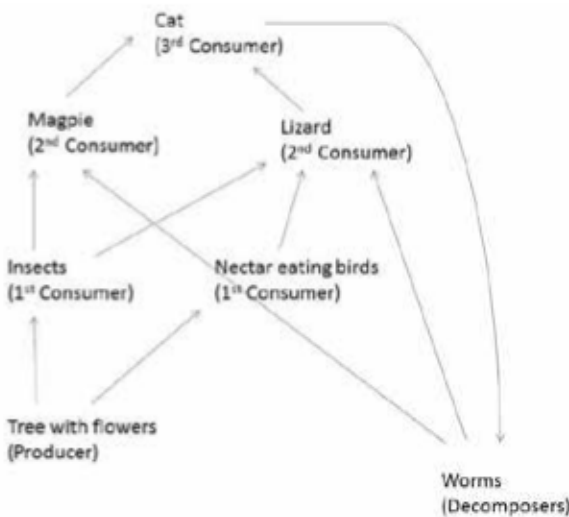 Cat
(3rd Consumer)
Magpie
(2nd Consumer)
Lizard
(2nd Consumer)
Insects
(1st Consumer)
Nectar eating birds
(1st Consumer)
Tree with flowers
(Producer)
Worms
(Decomposers)